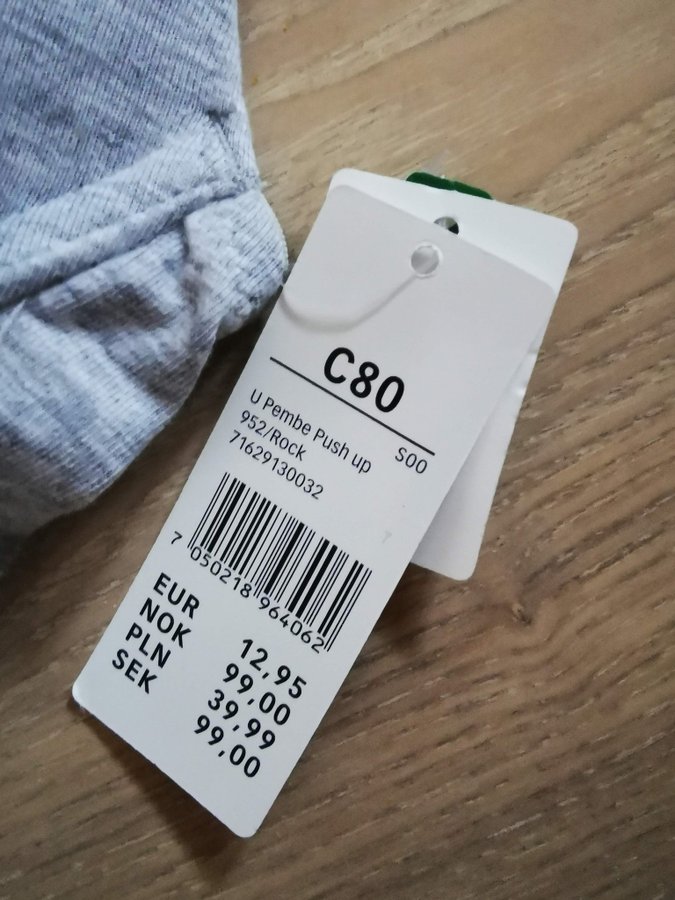 C80
U Pembe Push up
952/Rock S00
71629130032
7 050218 964062
EUR 12,95
NOK 99,00
PLN 39,99
SEK 99,00